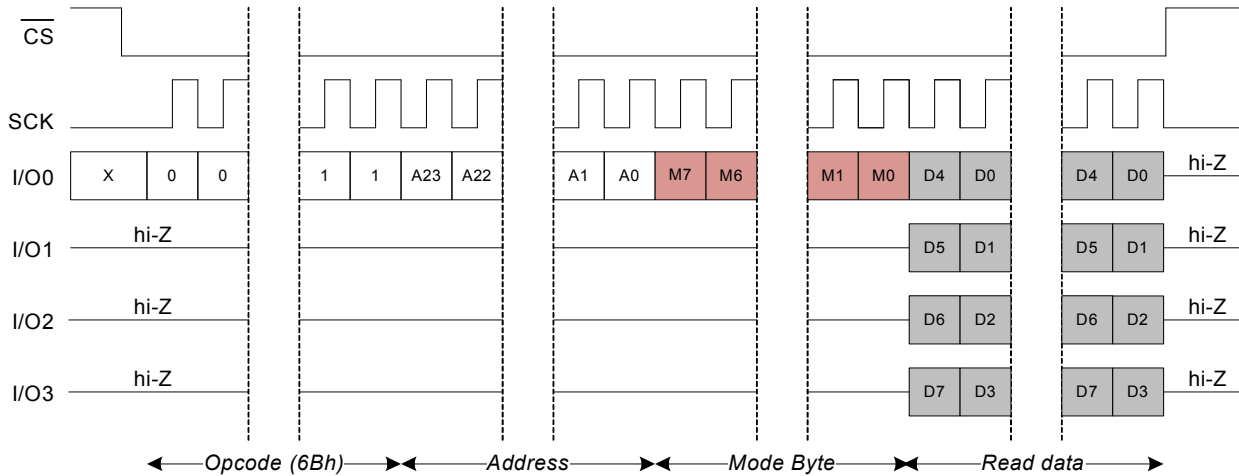 CS
SCK
I/O0 X 0 0 1 1 A23 A22 A1 A0 M7 M6 M1 M0 D4 D0 D4 D0 hi-Z
I/O1 hi-Z D5 D1 D5 D1 hi-Z
I/O2 hi-Z D6 D2 D6 D2 hi-Z
I/O3 hi-Z D7 D3 D7 D3 hi-Z
Opcode (6Bh) Address Mode Byte Read data